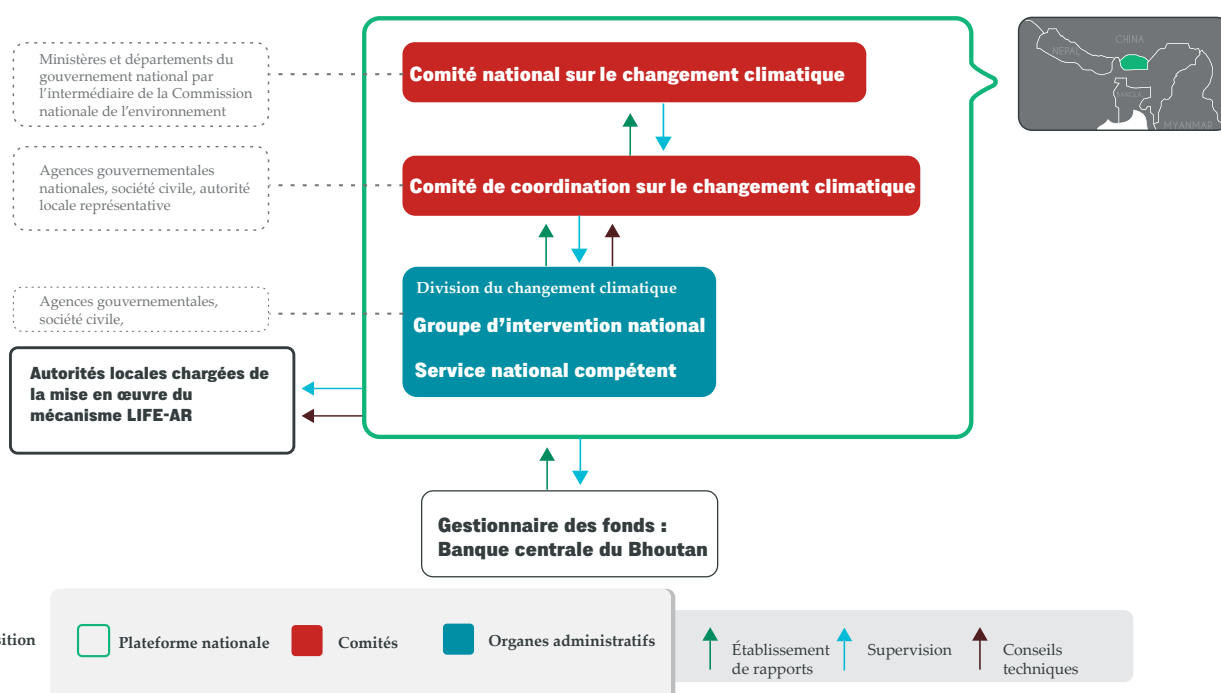 Ministères et départements du
gouvernement national par
l'intermédiaire de la Commission
nationale de l'environnement
Comité national sur le changement climatique
NEPAL
CHINA
BANGLA
MYANMAR
Agences gouvernementales
nationales, société civile, autorité
locale représentative
Comité de coordination sur le changement climatique
Agences gouvernementales,
société civile,
Division du changement climatique
Groupe d'intervention national
Service national compétent
Autorités locales chargées de
la mise en œuvre du
mécanisme LIFE-AR
Gestionnaire des fonds :
Banque centrale du Bhoutan
sition
Plateforme nationale
Comités
Organes administratifs
Établissement
de rapports
Supervision
Conseils
techniques